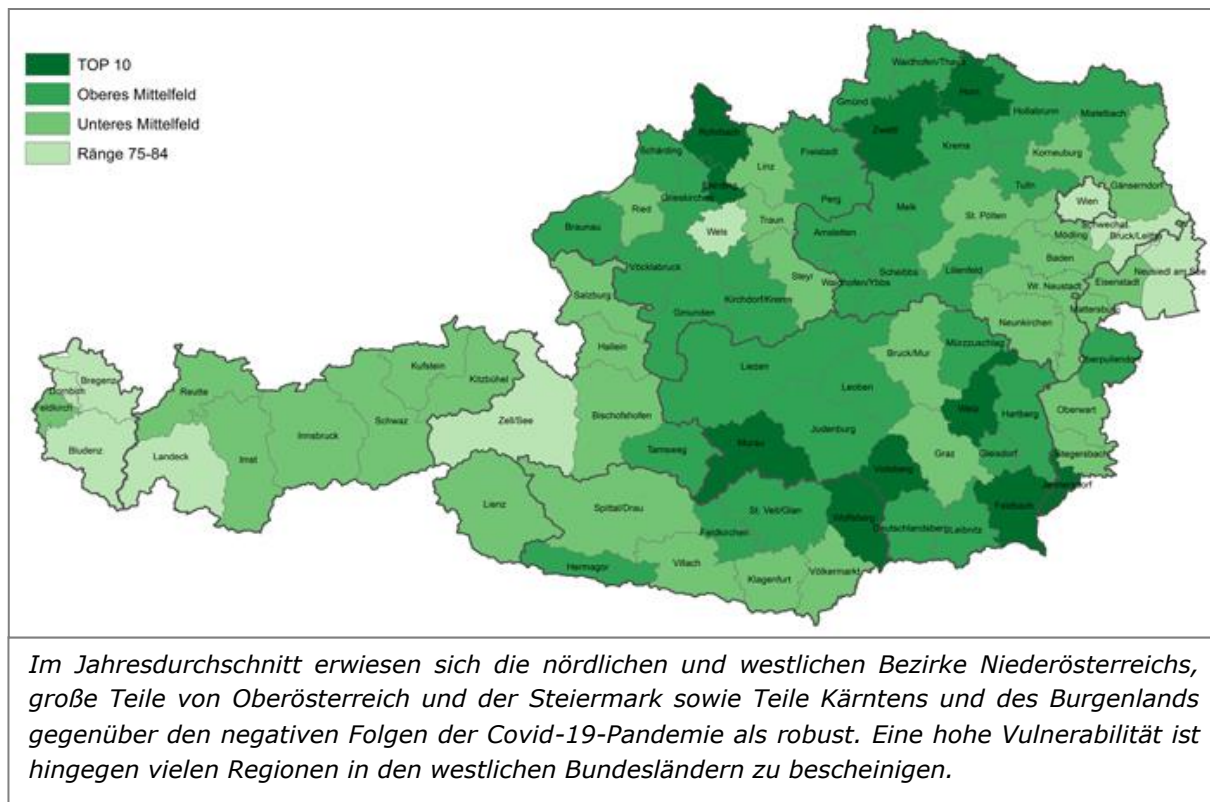 TOP 10
Oberes Mittelfeld
Unteres Mittelfeld
Ränge 75-84
Waidhofen/Thaya
Horn
Gmünd
Hollabrunn
Mistelbach
Rohrbach
Zwettl
Schärding
Linz
Freistadt
Krems
Korneuburg
Eferding
Grieskirchen
Tulln
Gänserndorf
Ried
Perg
Melk
Wien
Braunau
Wels
Traun
St. Pölten
Schwechat
Amstetten
Mödling
Bruck/Leitha
Vöcklabruck
Steyr
Scheibbs
Lilienfeld
Baden
Neusiedl am See
Waidhofen/Ybbs
Eisenstadt
Salzburg
Kirchdorf/Krems
Wr. Neustadt
Gmunden
Mattersburg
Neunkirchen
Hallein
Mürzzuschlag
Bregenz
Kufstein
Liezen
Bruck/Mur
Oberpullendorf
Dornbirn
Kitzbühel
Reutte
Leoben
Feldkirch
Schwaz
Bischofshofen
Weiz
Hartberg
Oberwart
Innsbruck
Zell/See
Judenburg
Bludenz
Landeck
Imst
Tamsweg
Murau
Graz
Gleisdorf
Stegersbach
Voitsberg
Jennersdorf
Lienz
Spittal/Drau
St. Veit/Glan
Wolfsberg
Feldbach
Feldkirchen
Deutschlandsberg
Leibnitz
Hermagor
Villach
Völkermarkt
Klagenfurt
Im Jahresdurchschnitt erwiesen sich die nördlichen und westlichen Bezirke Niederösterreichs,
große Teile von Oberösterreich und der Steiermark sowie Teile Kärntens und des Burgenlands
gegenüber den negativen Folgen der Covid-19-Pandemie als robust. Eine hohe Vulnerabilität ist
hingegen vielen Regionen in den westlichen Bundesländern zu bescheinigen.